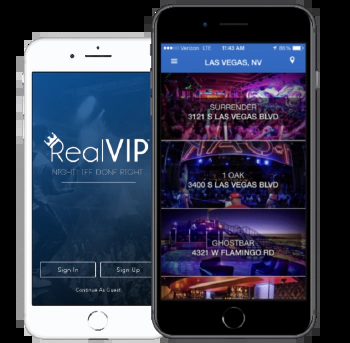 RealVIP
NIGHTLIFE DONE RIGHT
Sign In
Sign Up
Continue As Guest
Verizon LTE
11:43 AM
86%
LAS VEGAS, NV
SURRENDER
3121 S LAS VEGAS BLVD
1 OAK
3400 S LAS VEGAS BLVD
GHOSTBAR
4321 W FLAMINGO RD